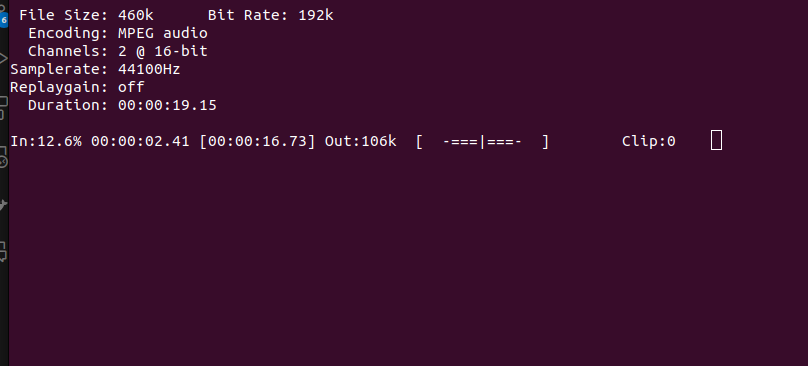 6
File Size: 460k      Bit Rate: 192k
Encoding: MPEG audio
Channels: 2 @ 16-bit
Samplerate: 44100Hz
Replaygain: off
Duration: 00:00:19.15
In:12.6% 00:00:02.41 [00:00:16.73] Out:106k  [  -===|===-  ]        Clip:0